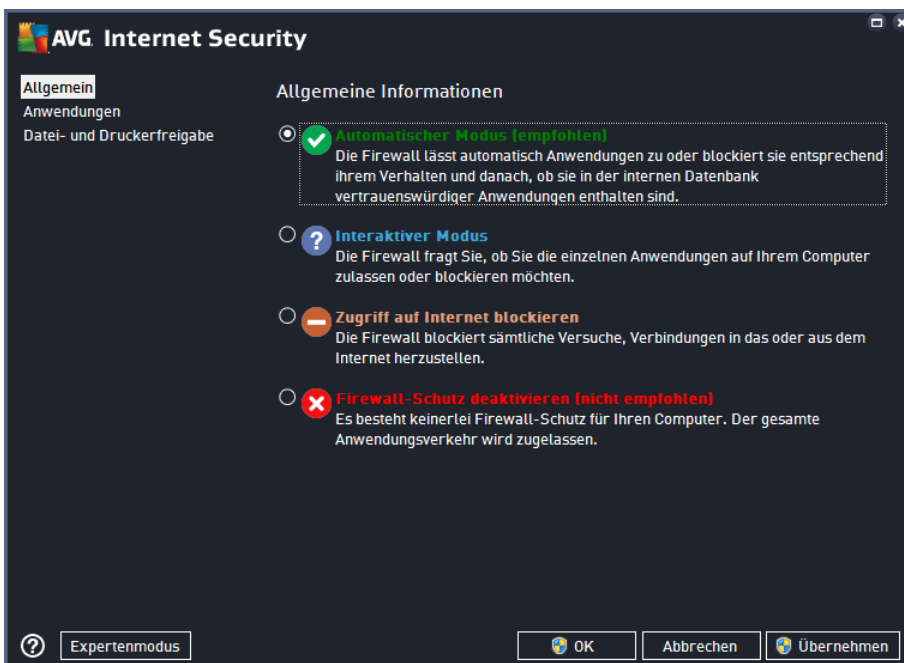 AVG. Internet Security
Allgemein
Anwendungen
Datei- und Druckerfreigabe
Allgemeine Informationen
Automatischer Modus (empfohlen)
Die Firewall lässt automatisch Anwendungen zu oder blockiert sie entsprechend
ihrem Verhalten und danach, ob sie in der internen Datenbank
vertrauenswürdiger Anwendungen enthalten sind.
Interaktiver Modus
Die Firewall fragt Sie, ob Sie die einzelnen Anwendungen auf Ihrem Computer
zulassen oder blockieren möchten.
Zugriff auf Internet blockieren
Die Firewall blockiert sämtliche Versuche, Verbindungen in das oder aus dem
Internet herzustellen.
Firewall-Schutz deaktivieren (nicht empfohlen)
Es besteht keinerlei Firewall-Schutz für Ihren Computer. Der gesamte
Anwendungsverkehr wird zugelassen.
Expertenmodus
OK
Abbrechen
Übernehmen